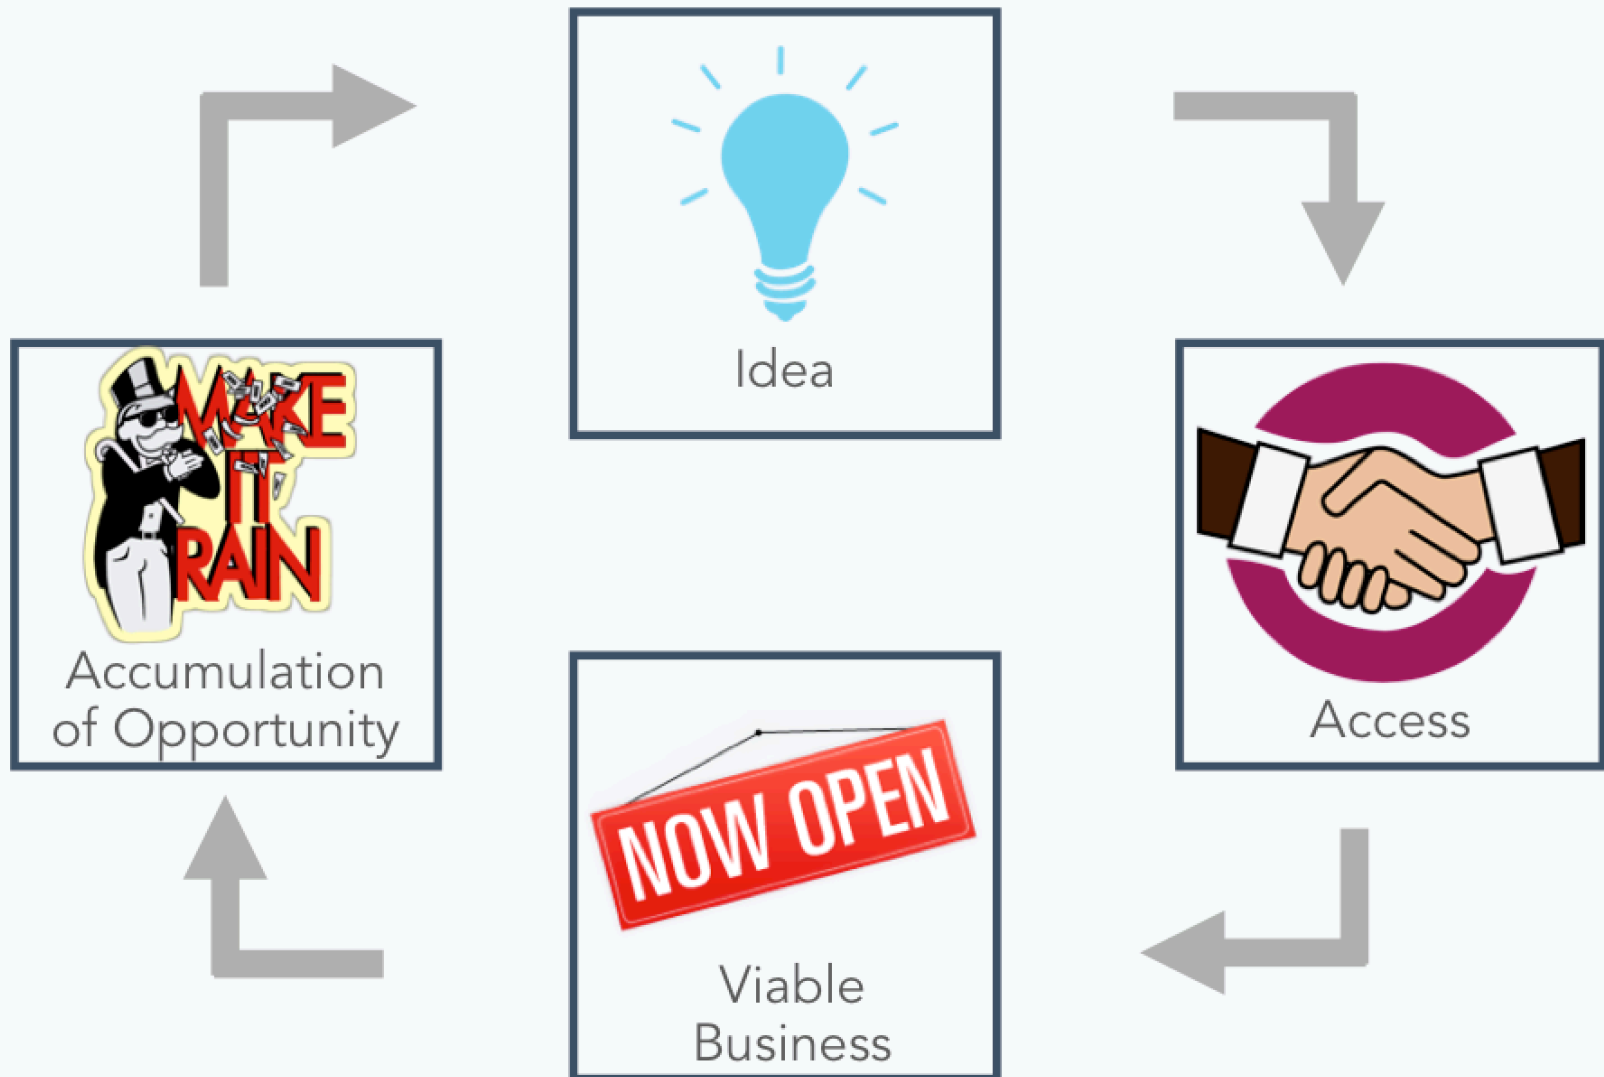 Idea
MAKE
IT
RAIN
Accumulation
of Opportunity
Access
NOW OPEN
Viable
Business